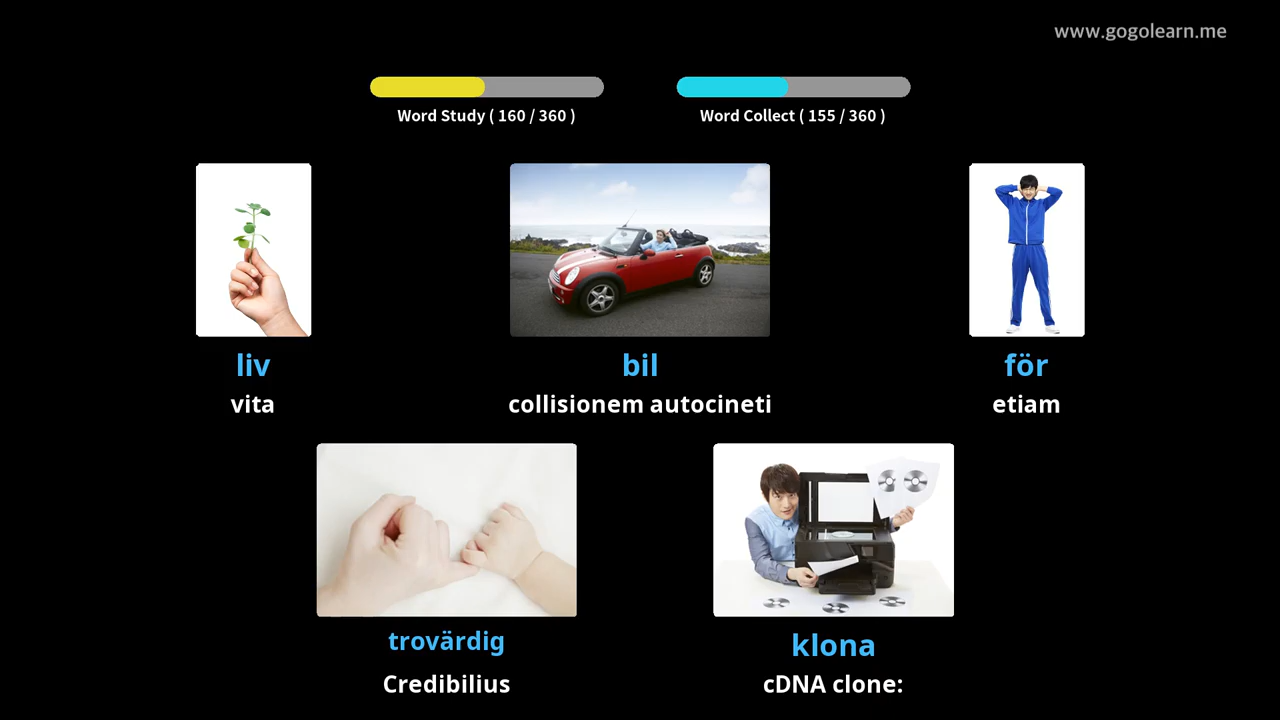 www.gogolearn.me
Word Study ( 160 / 360 )
Word Collect ( 155 / 360 )
liv
vita
bil
collisionem autocineti
för
etiam
trovärdig
Credibilius
klona
cDNA clone: